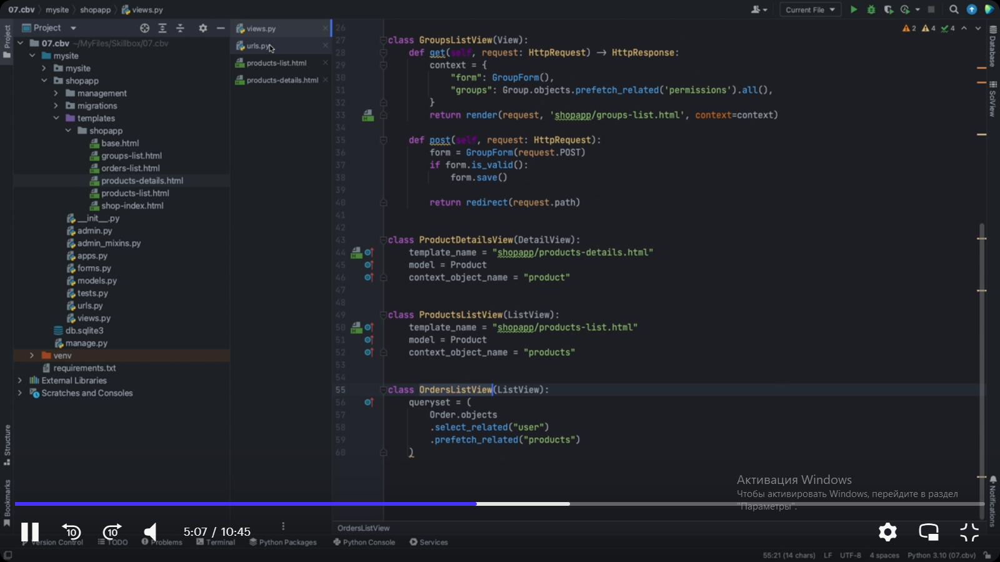 07.cbv mysite shopapp views.py
Current File
Project
Project
views.py
urls.py
products-list.html
products-details.html
07.cbv ~/MyFiles/Skillbox/07.cbv
mysite
mysite
shopapp
management
migrations
templates
shopapp
base.html
groups-list.html
orders-list.html
products-details.html
products-list.html
shop-index.html
__init__.py
admin.py
admin_mixins.py
apps.py
forms.py
models.py
tests.py
urls.py
views.py
db.sqlite3
manage.py
venv
requirements.txt
External Libraries
Scratches and Consoles
Structure
Bookmarks
2 4 4
Database
SciView
Notifications
26
27 class GroupsListView(View):
28 def get(self, request: HttpRequest) → HttpResponse:
29 context = {
30 "form": GroupForm(),
31 "groups": Group.objects.prefetch_related('permissions').all(),
32 }
33 return render(request, 'shopapp/groups-list.html', context=context)
34
35 def post(self, request: HttpRequest):
36 form = GroupForm(request.POST)
37 if form.is_valid():
38 form.save()
39
40 return redirect(request.path)
41
42
43 class ProductDetailsView(DetailView):
44 template_name = "shopapp/products-details.html"
45 model = Product
46 context_object_name = "product"
47
48
49 class ProductsListView(ListView):
50 template_name = "shopapp/products-list.html"
51 model = Product
52 context_object_name = "products"
53
54
55 class OrdersListView(ListView):
56 queryset = (
57 Order.objects
58 .select_related("user")
59 .prefetch_related("products")
60 )
Активация Windows
Чтобы активировать Windows, перейдите в раздел
"Параметры".
10 10 5:07 / 10:45
OrdersListView
Version Control TODO Problems Terminal Python Packages Python Console Services
55:21 (14 chars) LF UTF-8 4 spaces Python 3.10 (07.cbv)